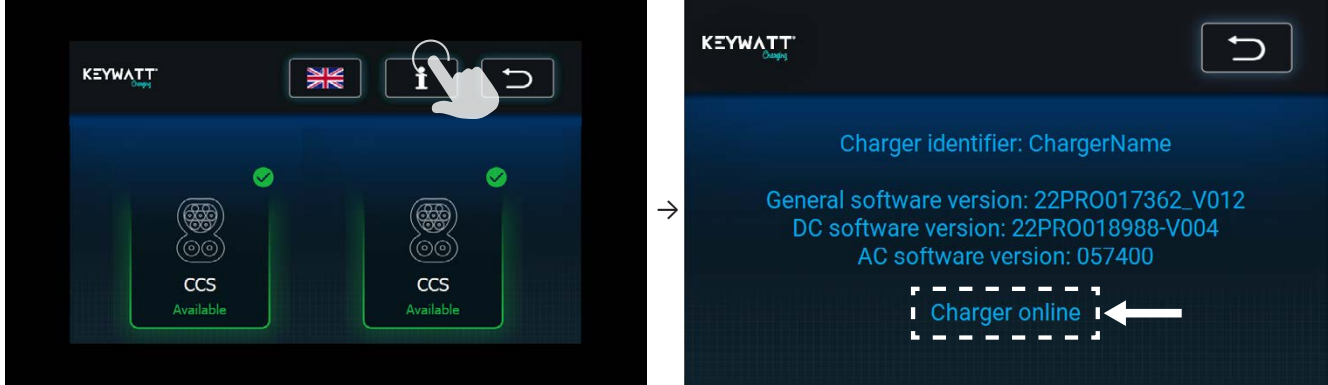 KEYWATT
Charging
i
CCS
Available
CCS
Available
→
KEYWATT
Charging
Charger identifier: ChargerName
General software version: 22PRO017362_V012
DC software version: 22PRO018988-V004
AC software version: 057400
Charger online